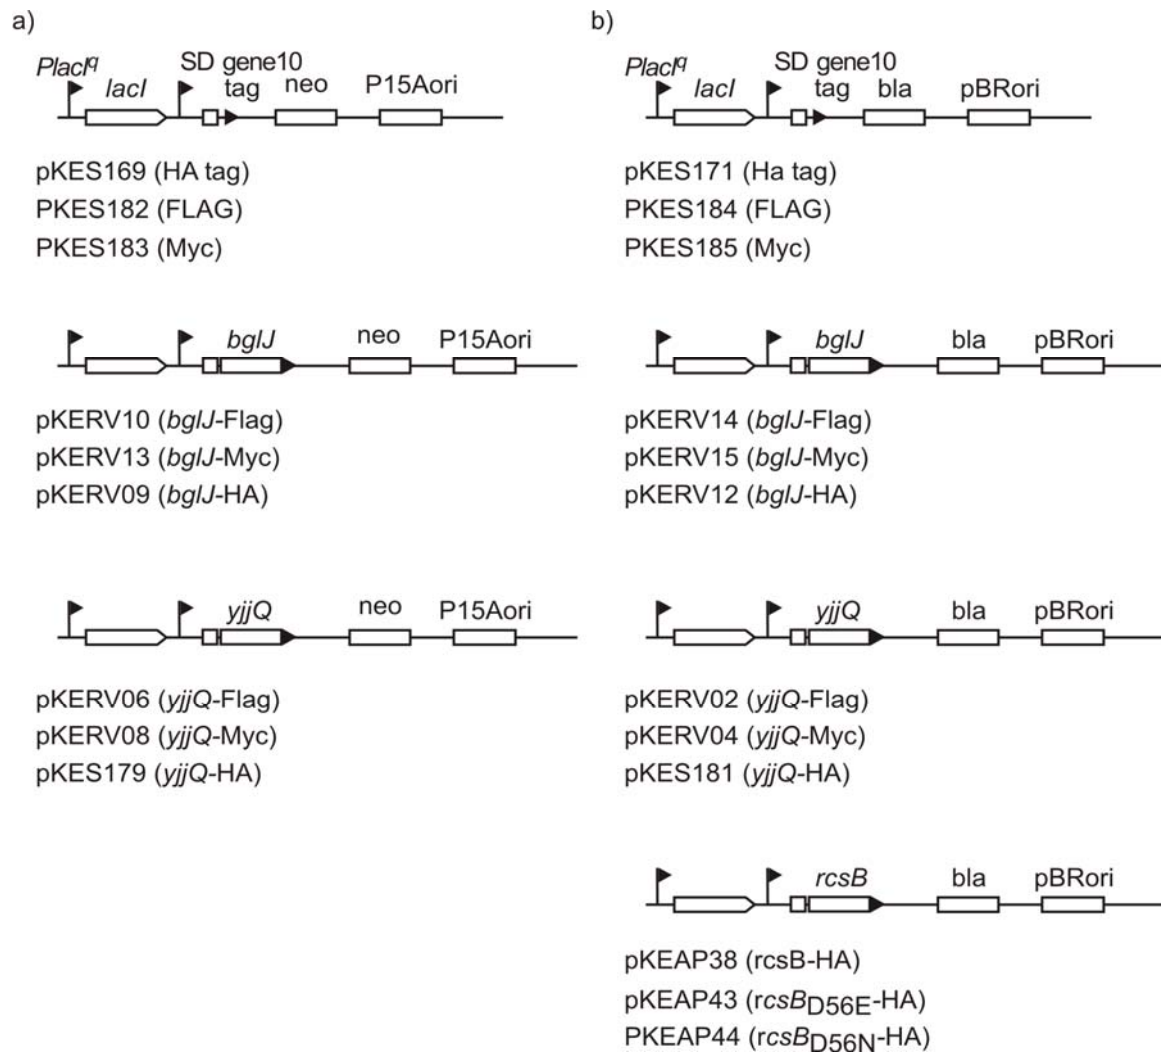 a)
PlacIq
lacI
SD gene10
tag
neo
P15Aori
pKES169 (HA tag)
PKES182 (FLAG)
PKES183 (Myc)
bglJ
neo
P15Aori
pKERV10 (bglJ-Flag)
pKERV13 (bglJ-Myc)
pKERV09 (bglJ-HA)
yjjQ
neo
P15Aori
pKERV06 (yjjQ-Flag)
pKERV08 (yjjQ-Myc)
pKES179 (yjjQ-HA)
b)
PlacIq
lacI
SD gene10
tag
bla
pBRori
pKES171 (Ha tag)
PKES184 (FLAG)
PKES185 (Myc)
bglJ
bla
pBRori
pKERV14 (bglJ-Flag)
pKERV15 (bglJ-Myc)
pKERV12 (bglJ-HA)
yjjQ
bla
pBRori
pKERV02 (yjjQ-Flag)
pKERV04 (yjjQ-Myc)
pKES181 (yjjQ-HA)
rcsB
bla
pBRori
pKEAP38 (rcsB-HA)
pKEAP43 (rcsBD56E-HA)
PKEAP44 (rcsBD56N-HA)